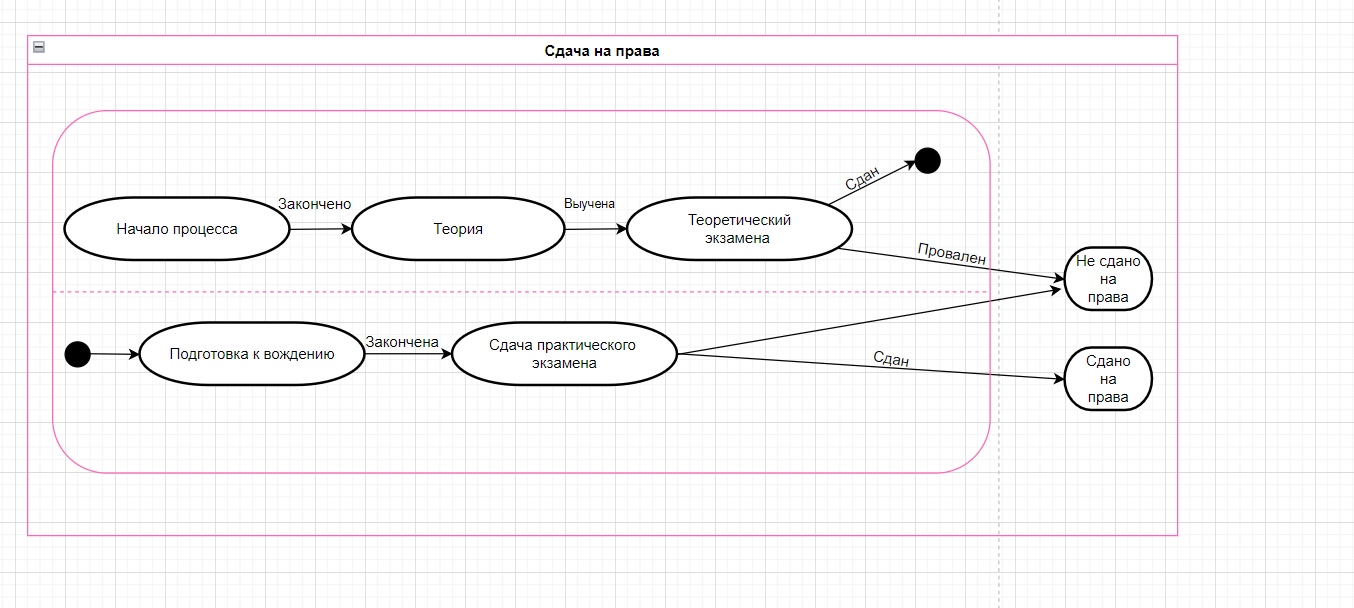 Сдача на права
Сдан
Закончено
Выучена
Начало процесса
Теория
Теоретический
экзамена
Провален
Не сдано
на
права
Подготовка к вождению
Закончена
Сдача практического
экзамена
Сдан
Сдано
на
права